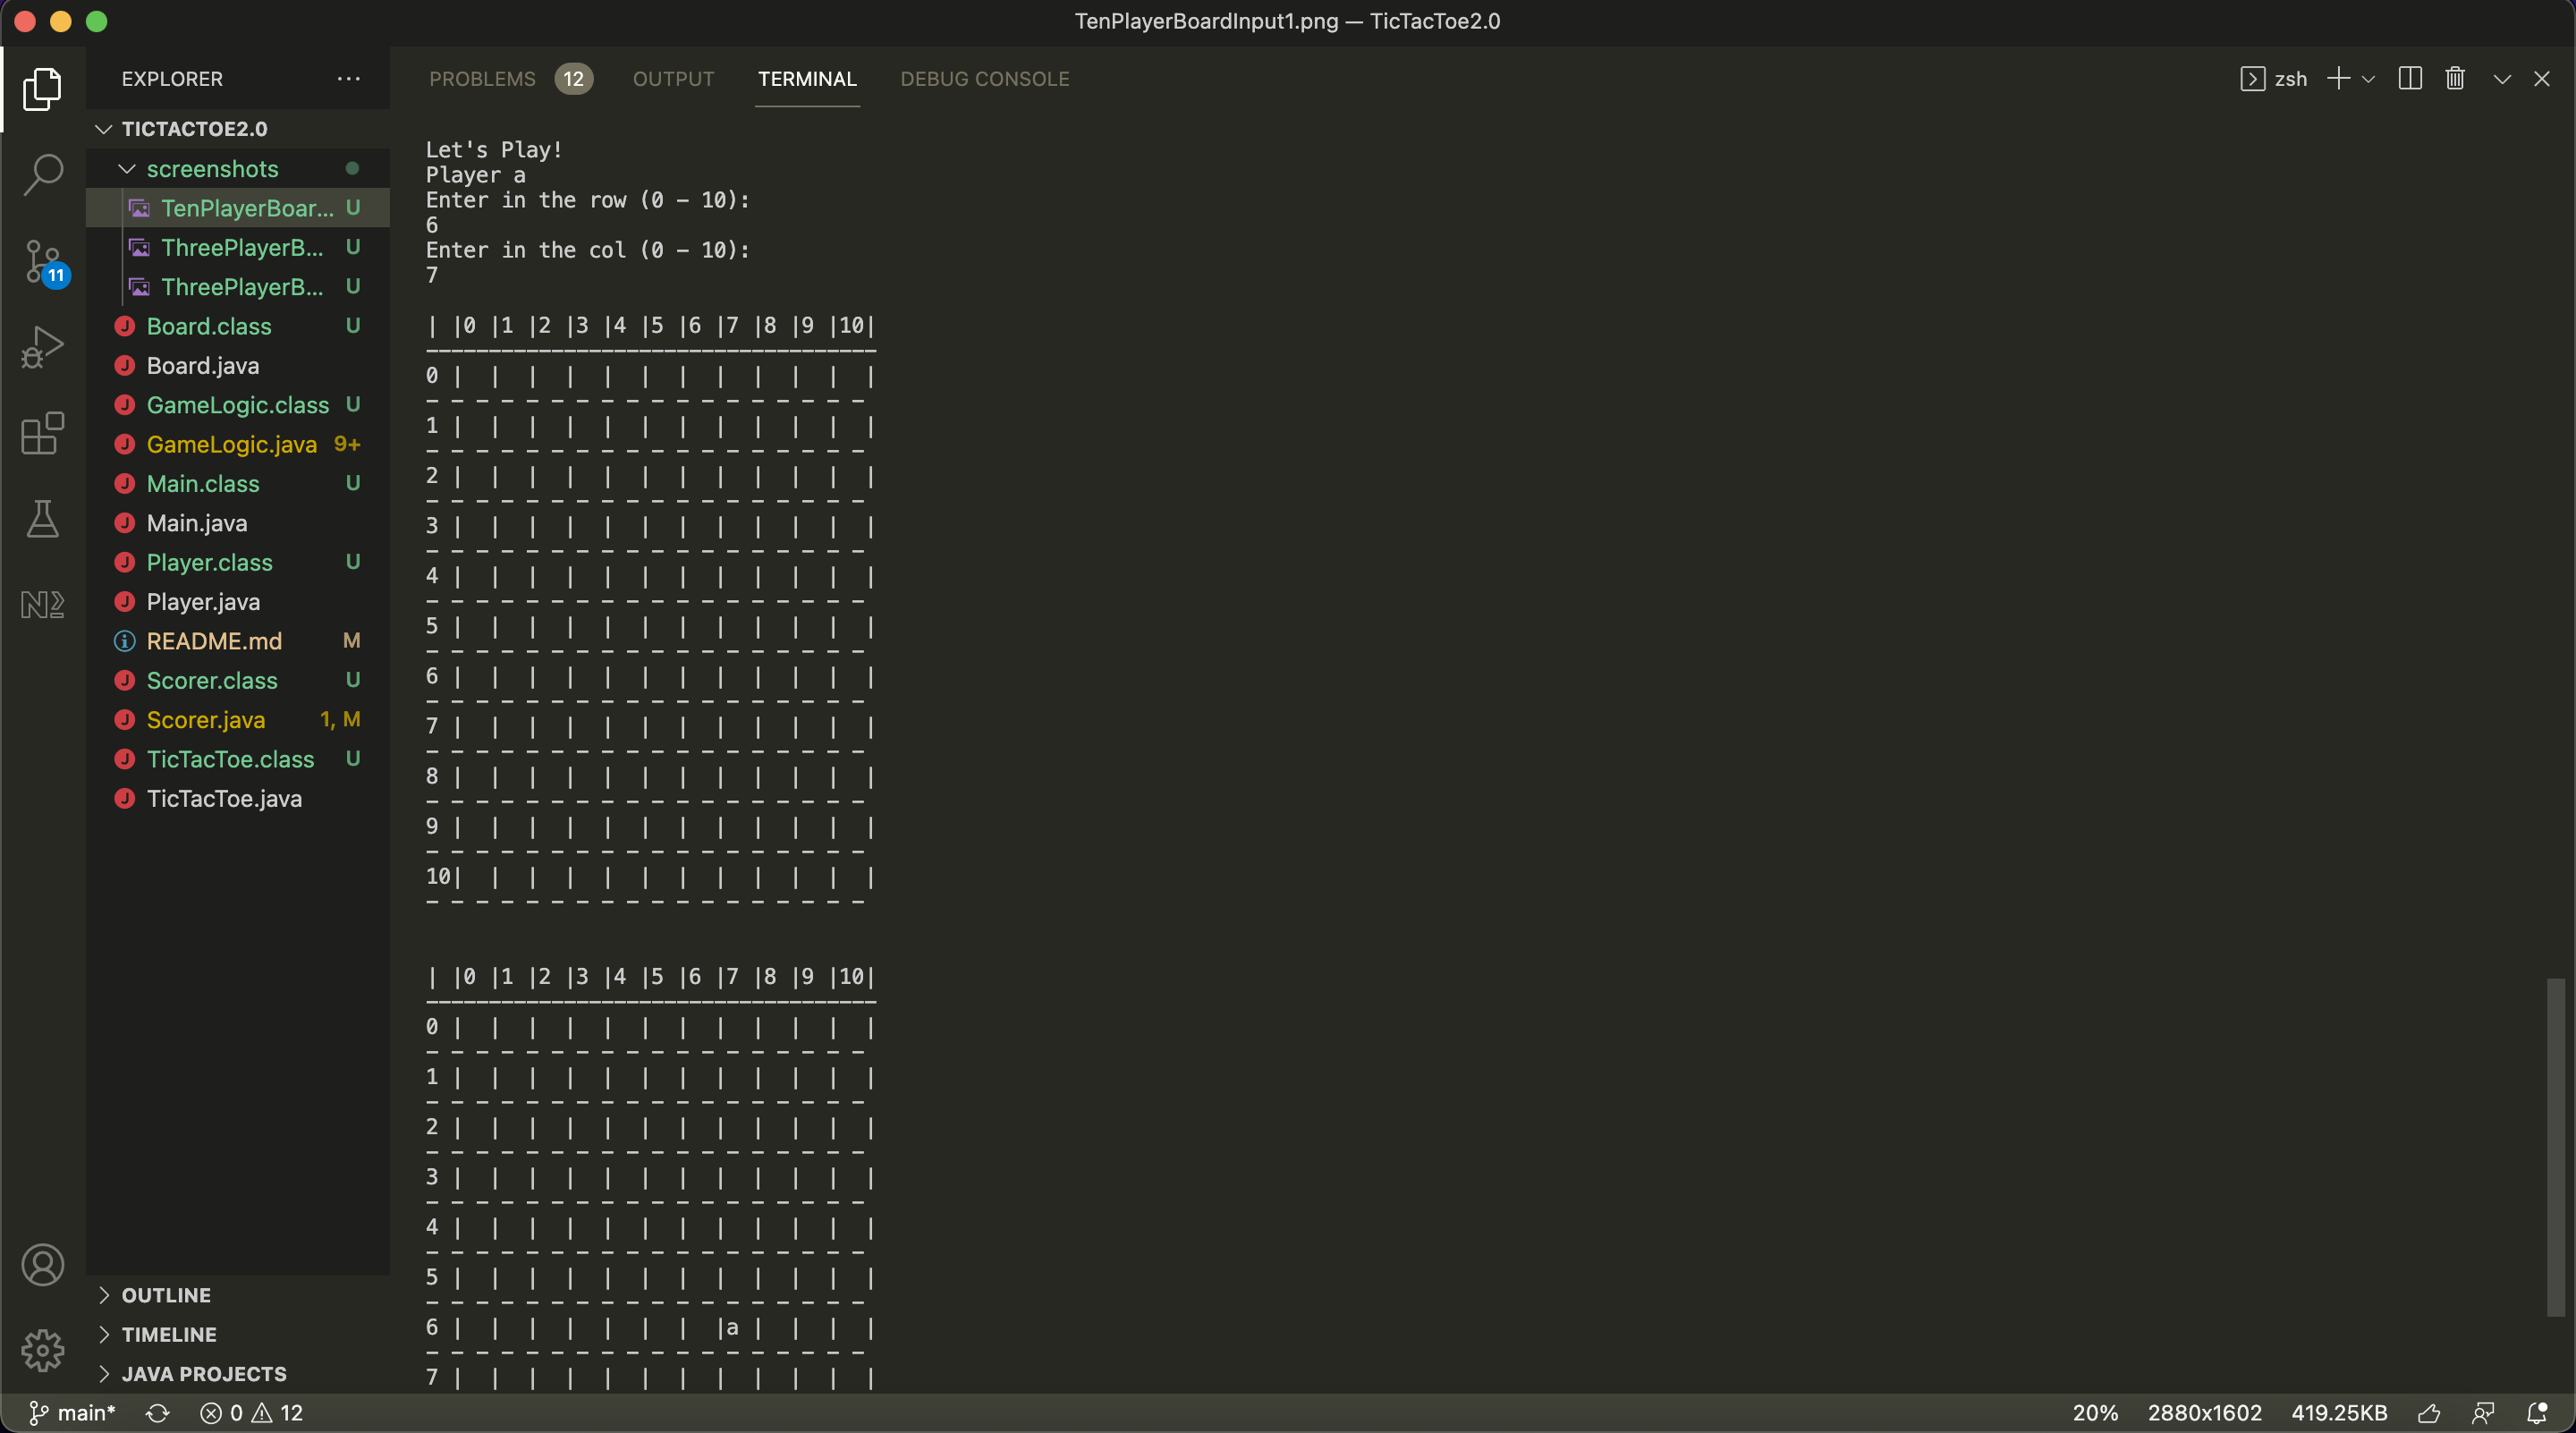 TenPlayerBoardInput1.png — TicTacToe2.0
EXPLORER ...
PROBLEMS 12 OUTPUT TERMINAL DEBUG CONSOLE
zsh
TICTACTOE2.0
screenshots
TenPlayerBoar... U
ThreePlayerB... U
ThreePlayerB... U
Board.class U
Board.java
GameLogic.class U
GameLogic.java 9+
Main.class U
Main.java
Player.class U
Player.java
README.md M
Scorer.class U
Scorer.java 1, M
TicTacToe.class U
TicTacToe.java
11
OUTLINE
TIMELINE
JAVA PROJECTS
Let's Play!
Player a
Enter in the row (0 - 10):
6
Enter in the col (0 - 10):
7
| |0 |1 |2 |3 |4 |5 |6 |7 |8 |9 |10|
------------------------------------
0 |  |  |  |  |  |  |  |  |  |  |  |
- - - - - - - - - - - - - - - - - -
1 |  |  |  |  |  |  |  |  |  |  |  |
- - - - - - - - - - - - - - - - - -
2 |  |  |  |  |  |  |  |  |  |  |  |
- - - - - - - - - - - - - - - - - -
3 |  |  |  |  |  |  |  |  |  |  |  |
- - - - - - - - - - - - - - - - - -
4 |  |  |  |  |  |  |  |  |  |  |  |
- - - - - - - - - - - - - - - - - -
5 |  |  |  |  |  |  |  |  |  |  |  |
- - - - - - - - - - - - - - - - - -
6 |  |  |  |  |  |  |  |  |  |  |  |
- - - - - - - - - - - - - - - - - -
7 |  |  |  |  |  |  |  |  |  |  |  |
- - - - - - - - - - - - - - - - - -
8 |  |  |  |  |  |  |  |  |  |  |  |
- - - - - - - - - - - - - - - - - -
9 |  |  |  |  |  |  |  |  |  |  |  |
- - - - - - - - - - - - - - - - - -
10|  |  |  |  |  |  |  |  |  |  |  |
- - - - - - - - - - - - - - - - - -
| |0 |1 |2 |3 |4 |5 |6 |7 |8 |9 |10|
------------------------------------
0 |  |  |  |  |  |  |  |  |  |  |  |
- - - - - - - - - - - - - - - - - -
1 |  |  |  |  |  |  |  |  |  |  |  |
- - - - - - - - - - - - - - - - - -
2 |  |  |  |  |  |  |  |  |  |  |  |
- - - - - - - - - - - - - - - - - -
3 |  |  |  |  |  |  |  |  |  |  |  |
- - - - - - - - - - - - - - - - - -
4 |  |  |  |  |  |  |  |  |  |  |  |
- - - - - - - - - - - - - - - - - -
5 |  |  |  |  |  |  |  |  |  |  |  |
- - - - - - - - - - - - - - - - - -
6 |  |  |  |  |  |  |  |a |  |  |  |
- - - - - - - - - - - - - - - - - -
7 |  |  |  |  |  |  |  |  |  |  |  |
main* 0 12 20% 2880x1602 419.25KB